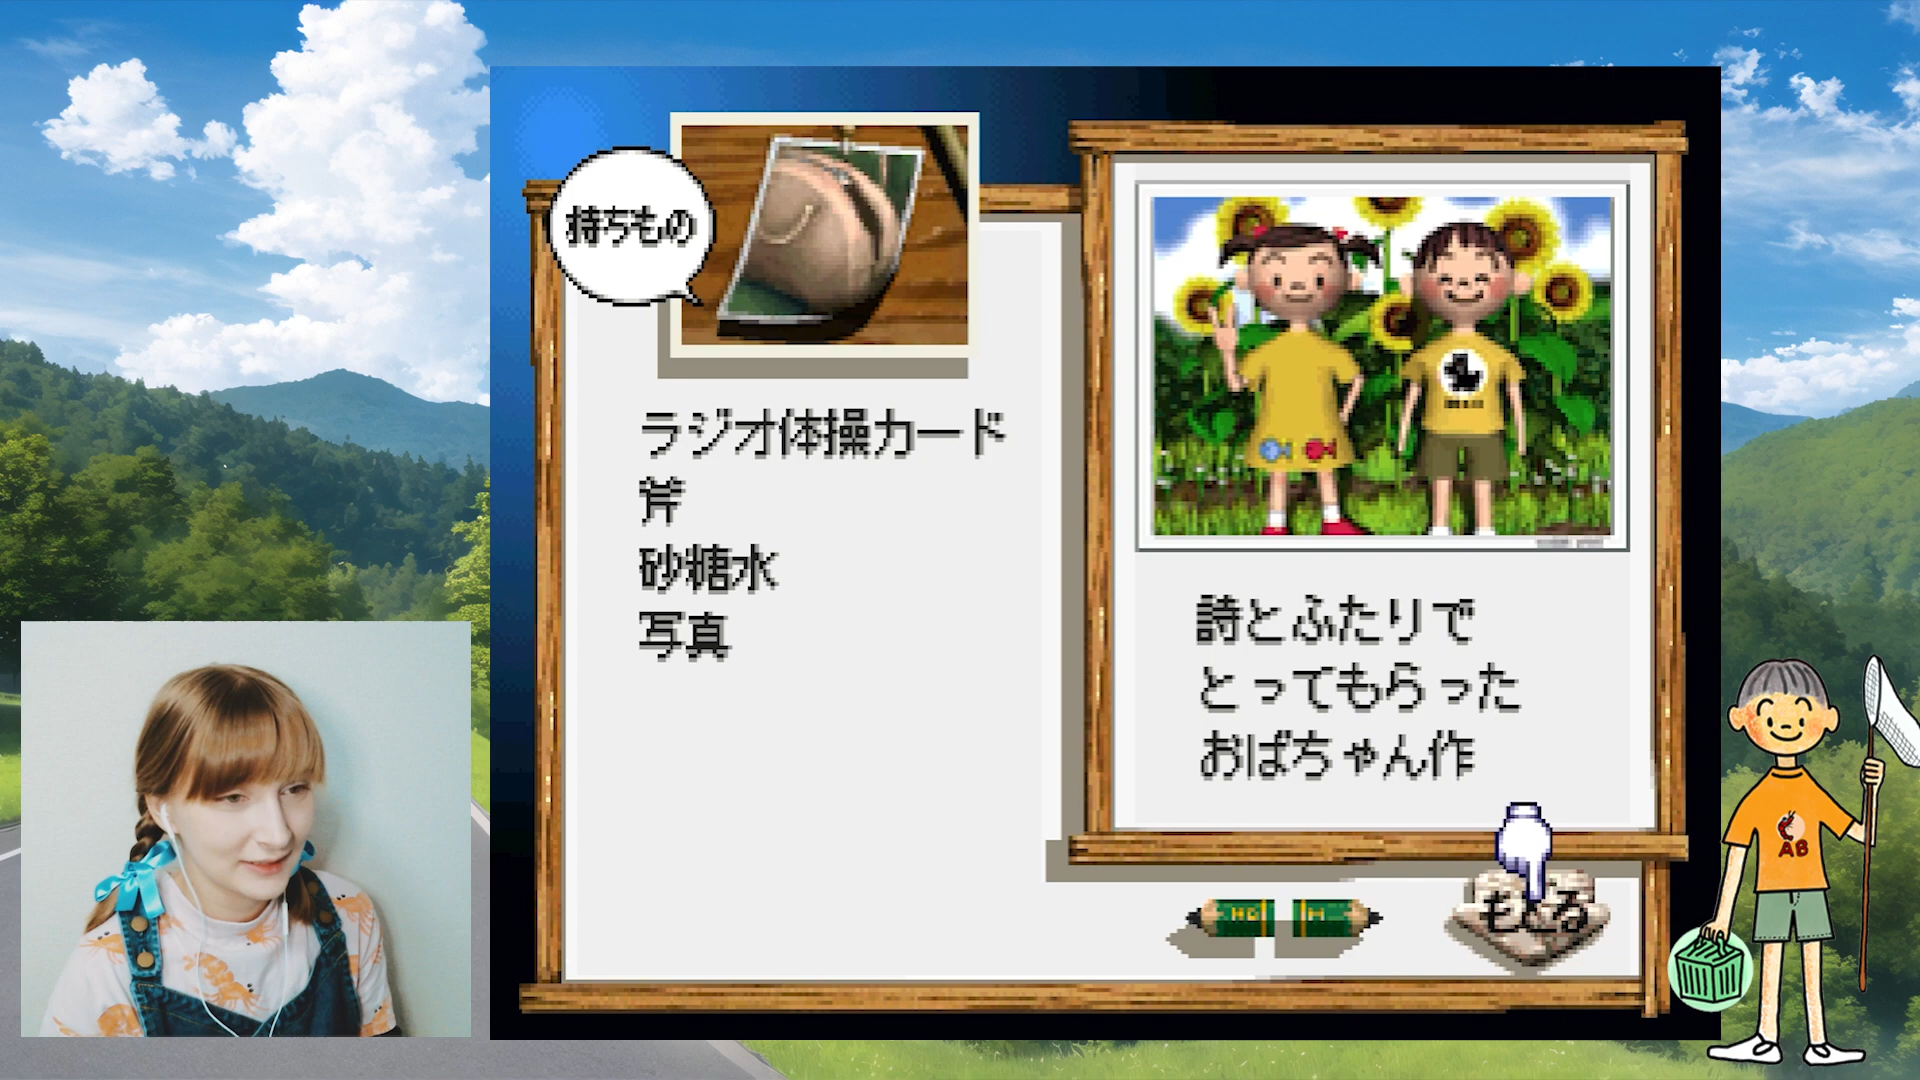 持ちもの
ラジオ体操カード
斧
砂糖水
写真
詩とふたりで
とってもらった
おばちゃん作
もどる
AB